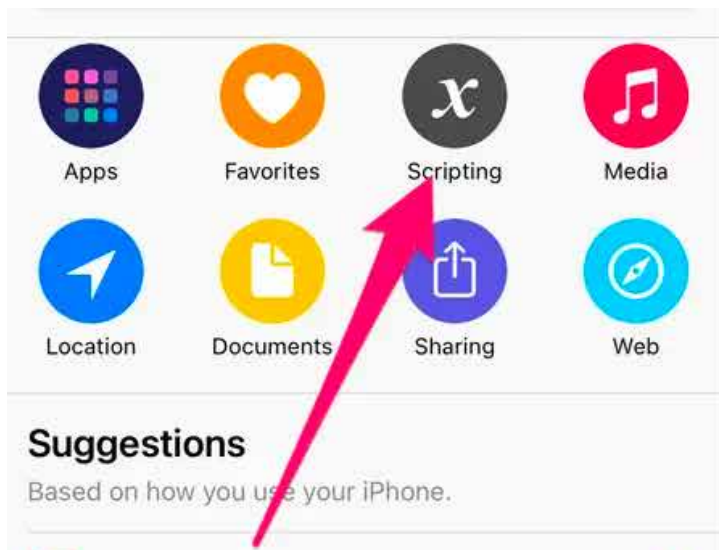 Apps Favorites Scripting Media
Location Documents Sharing Web
Suggestions
Based on how you use your iPhone.